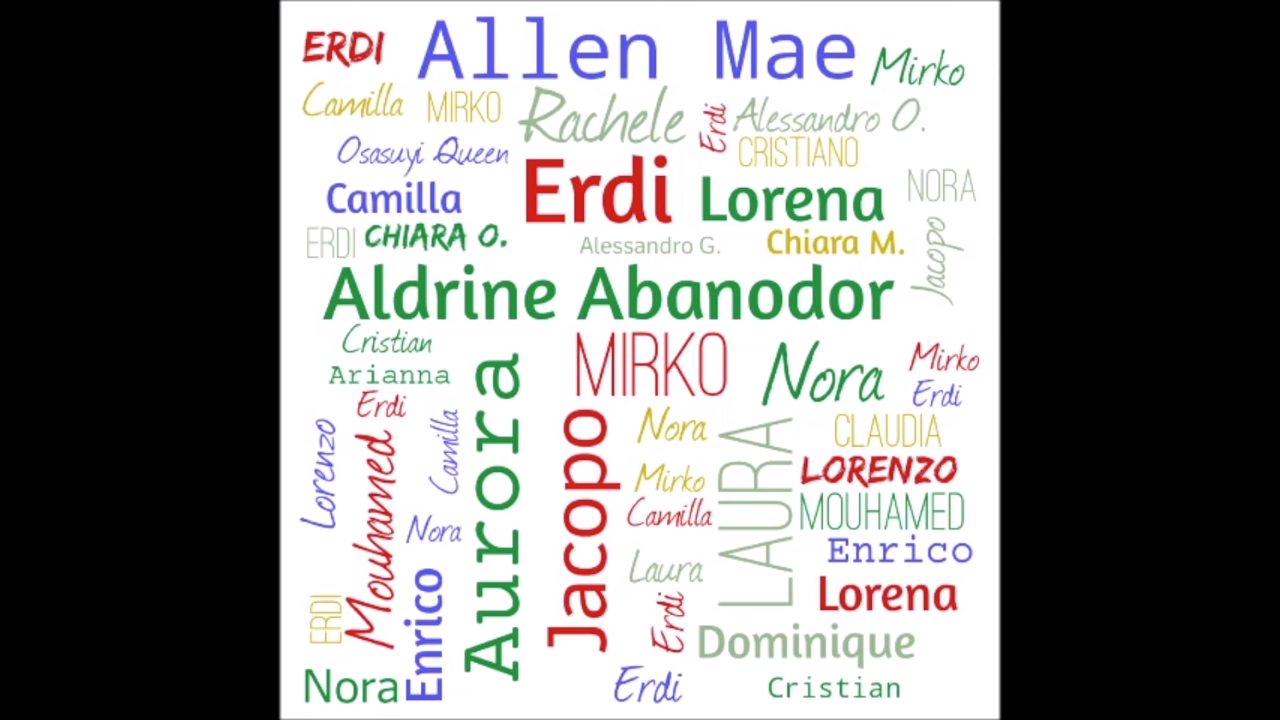 ERDI
Allen Mae
Mirko
Camilla
MIRKO
Rachele
Erdi
Alessandro O.
Osasuyi Queen
CRISTIANO
Camilla
Erdi
Lorena
NORA
ERDI
CHIARA O.
Alessandro G.
Chiara M.
Jacopo
Aldrine Abanodor
Cristian
MIRKO
Nora
Mirko
Arianna
Erdi
Erdi
Lorenzo
Mouhamed
Camilla
Aurora
Jacopo
Nora
LAURA
CLAUDIA
Mirko
LORENZO
Camilla
MOUHAMED
Nora
Enrico
Laura
Enrico
Erdi
Lorena
ERDI
Dominique
Nora
Erdi
Cristian